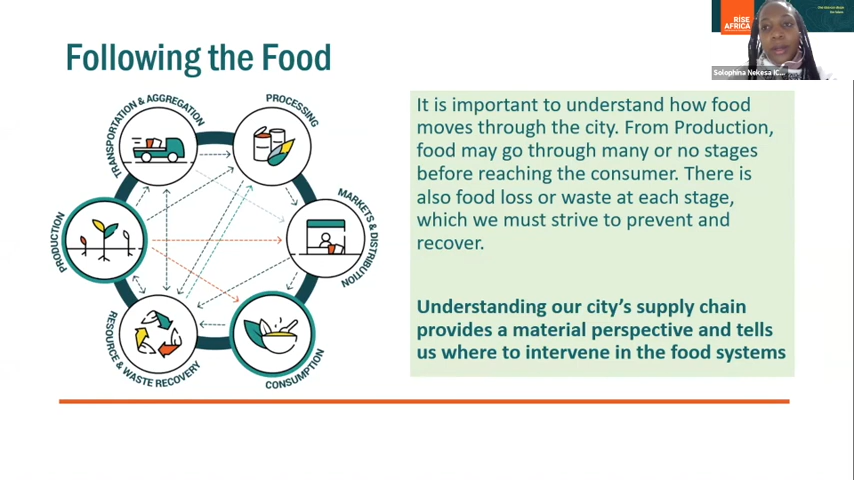 Following the Food
RISE
AFRICA
Solophina Nekesa IC...
TRANSPORTATION & AGGREGATION
PROCESSING
MARKETS & DISTRIBUTION
CONSUMPTION
RESOURCE & WASTE RECOVERY
PRODUCTION
It is important to understand how food
moves through the city. From Production,
food may go through many or no stages
before reaching the consumer. There is
also food loss or waste at each stage,
which we must strive to prevent and
recover.
Understanding our city's supply chain
provides a material perspective and tells
us where to intervene in the food systems